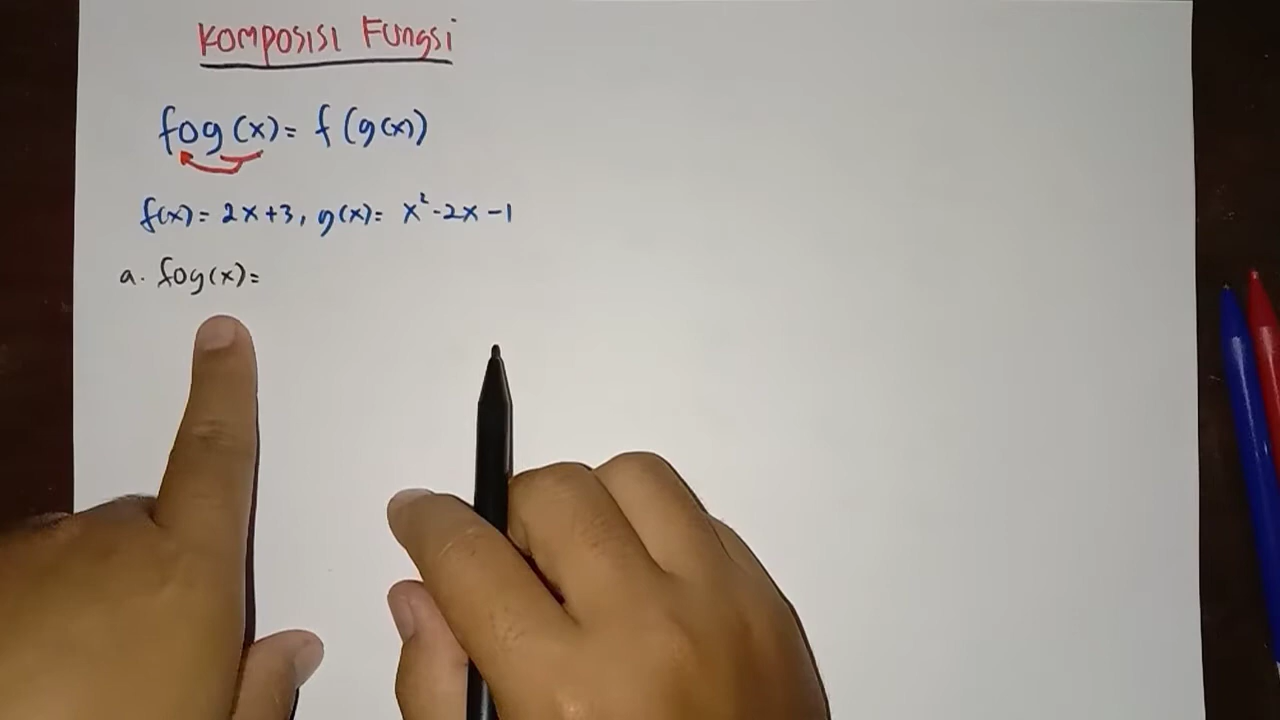 Komposisi Fungsi
fog (x) = f (g(x))
f(x) = 2x+3, g(x) = x²-2x-1
a. fog(x) =